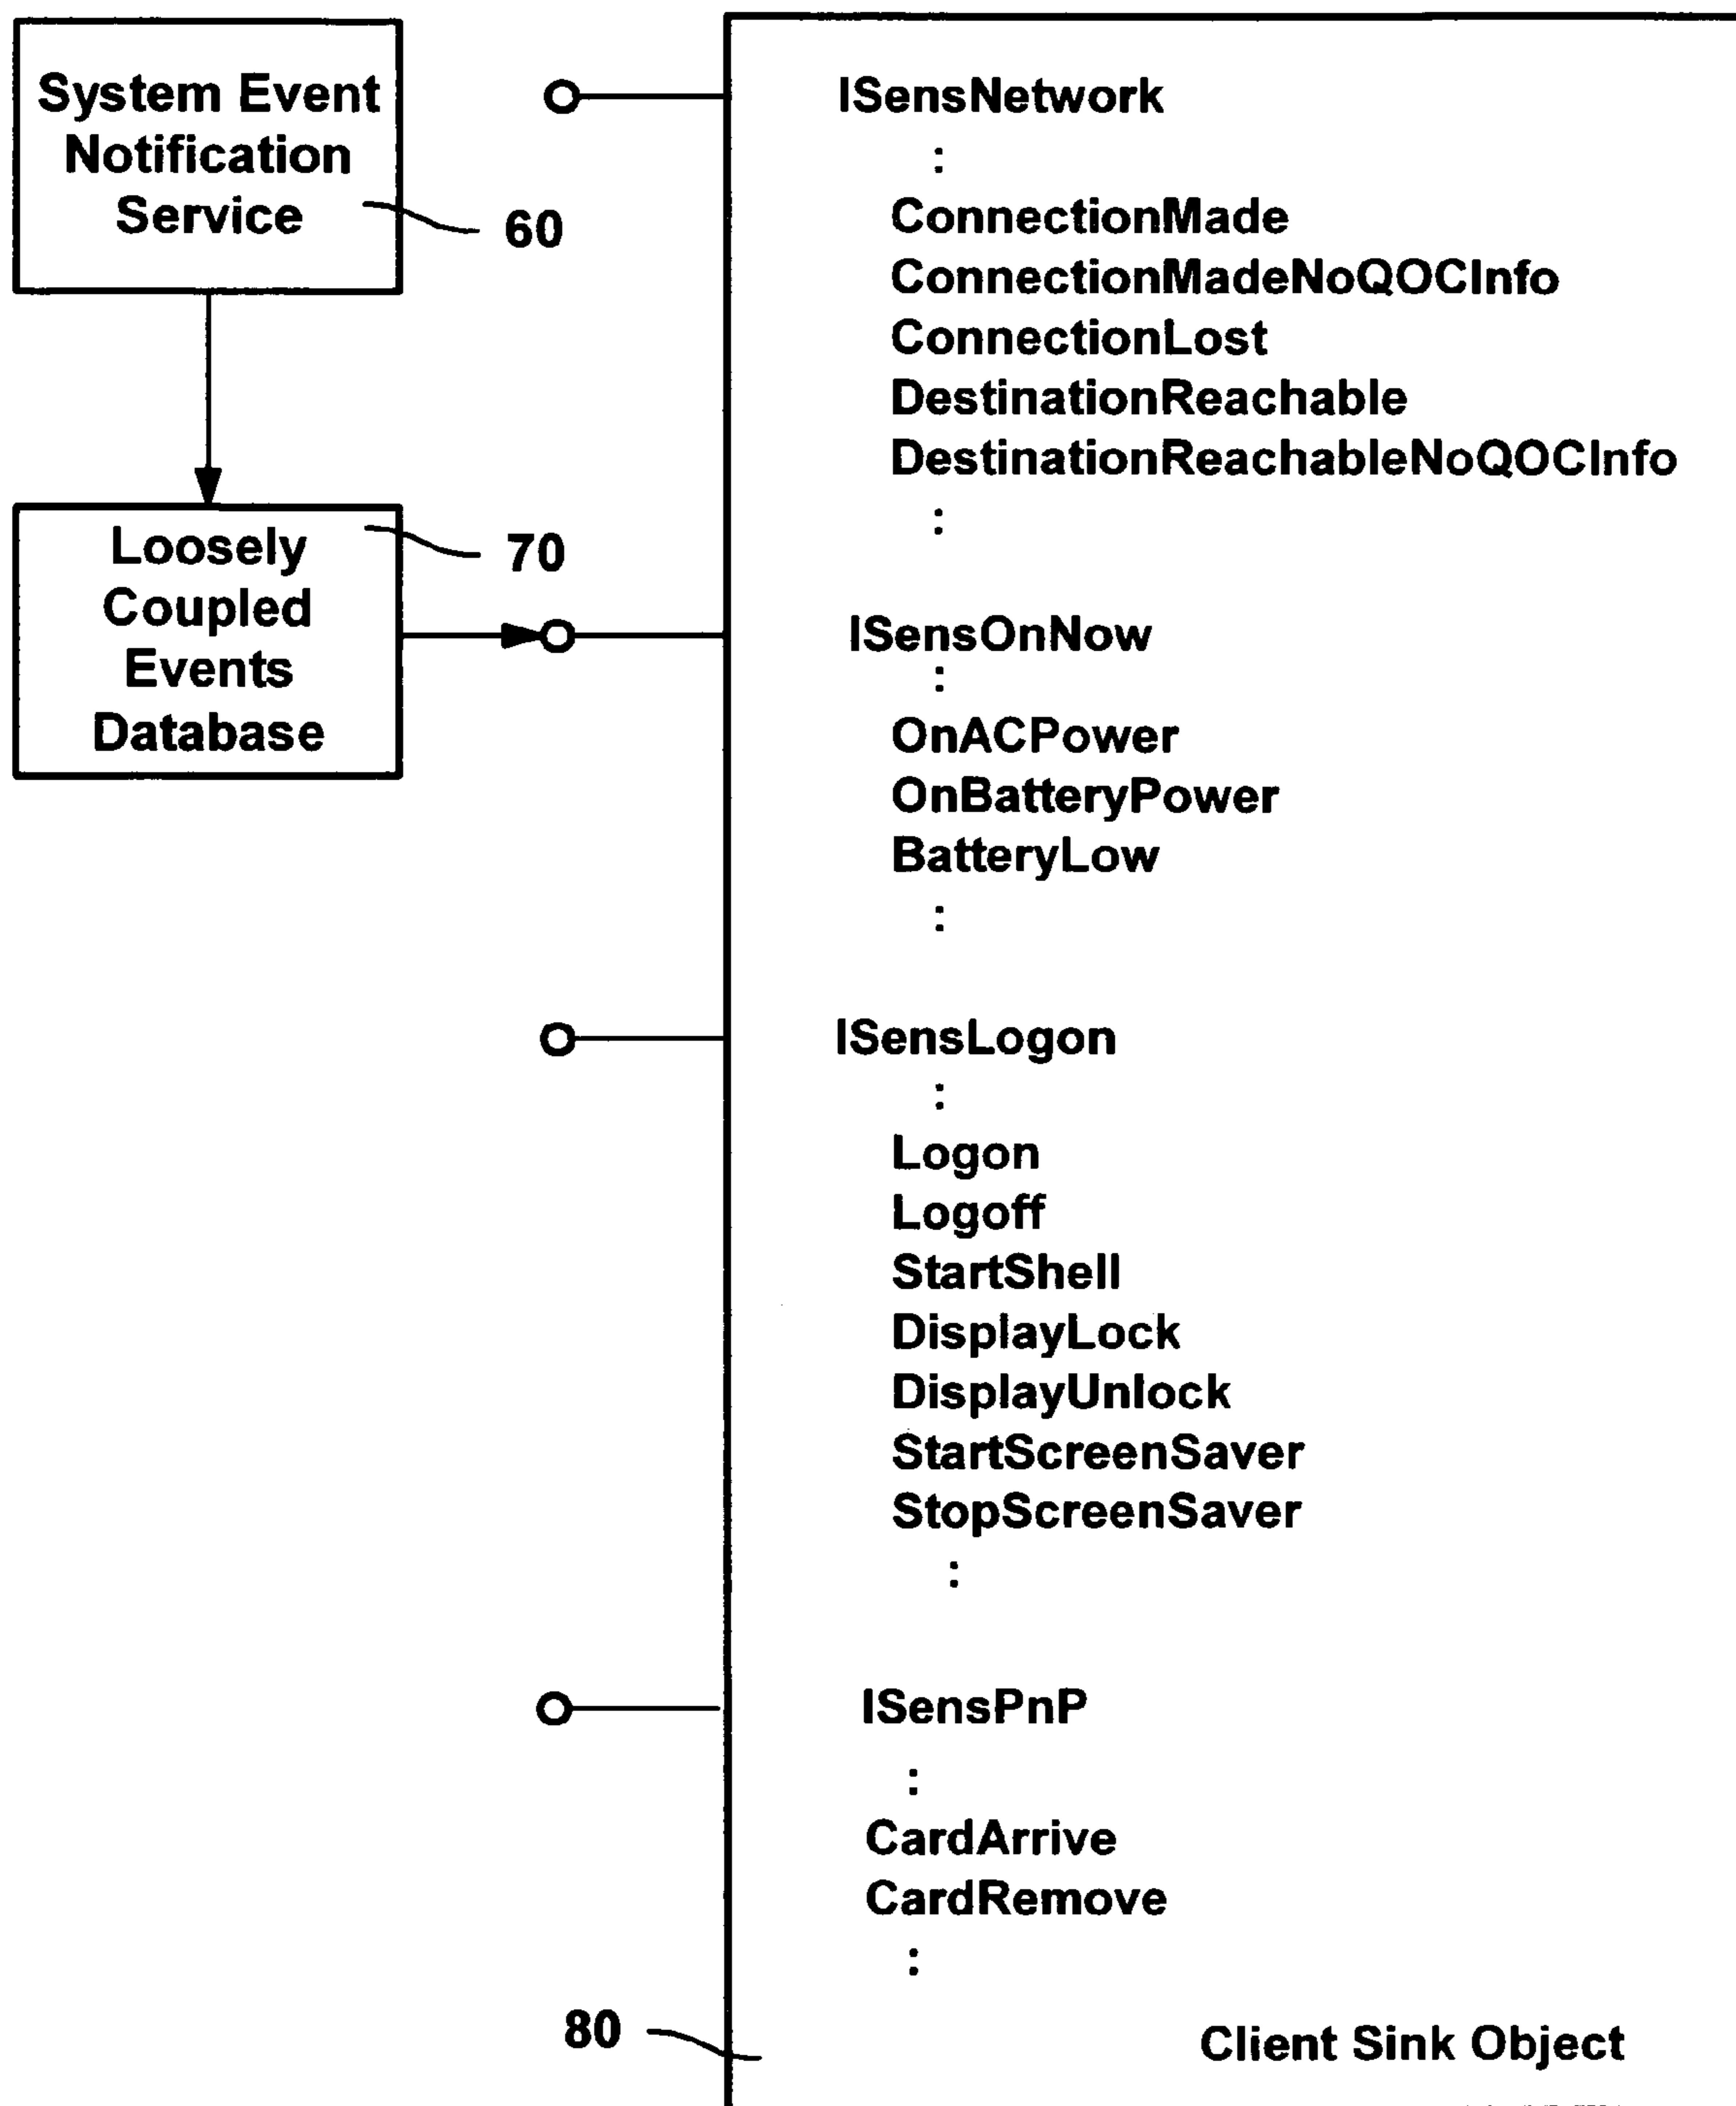 System Event
Notification
Service
60
Loosely
Coupled
Events
Database
70
ISensNetwork
:
ConnectionMade
ConnectionMadeNoQOCInfo
ConnectionLost
DestinationReachable
DestinationReachableNoQOCInfo
:
ISensOnNow
:
OnACPower
OnBatteryPower
BatteryLow
:
ISensLogon
:
Logon
Logoff
StartShell
DisplayLock
DisplayUnlock
StartScreenSaver
StopScreenSaver
:
ISensPnP
:
CardArrive
CardRemove
:
80
Client Sink Object